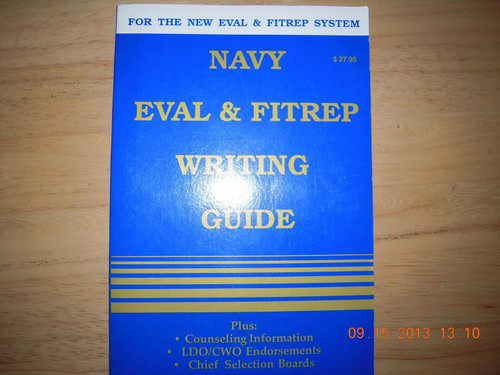 FOR THE NEW EVAL & FITREP SYSTEM
NAVY
$ 27.95
EVAL & FITREP
WRITING
GUIDE
Plus:
• Counseling Information
• LDO/CWO Endorsements
• Chief Selection Boards
09.15.2013 13:10